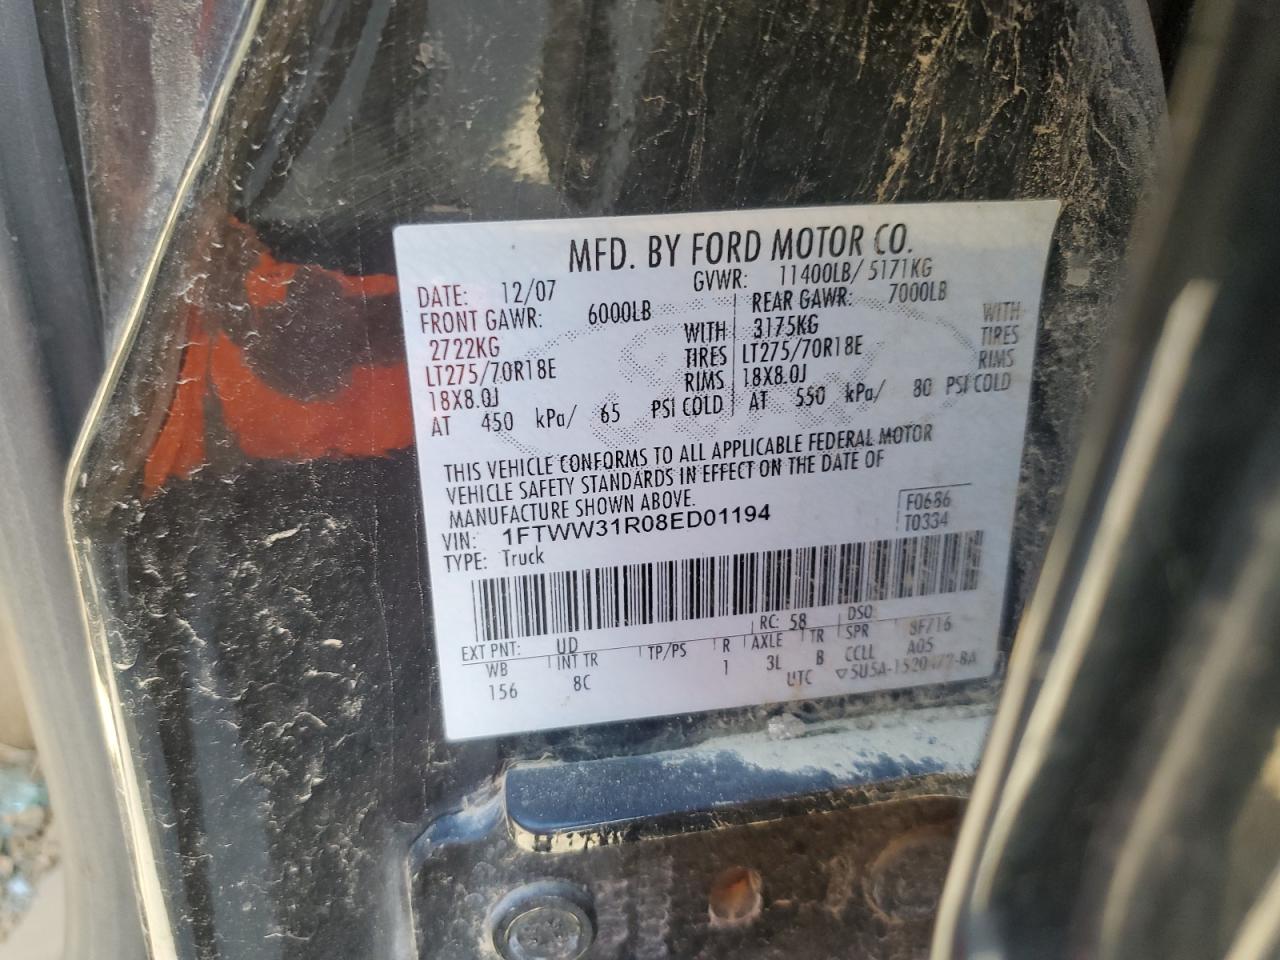 MFD. BY FORD MOTOR CO.
DATE: 12/07 GVWR: 11400LB/ 5171KG
FRONT GAWR: 6000LB REAR GAWR: 7000LB
2722KG WITH 3175KG WITH
LT275/70R18E TIRES LT275/70R18E TIRES
18X8.0J RIMS 18X8.0J RIMS
AT 450 kPa/ 65 PSI COLD AT 550 kPa/ 80 PSI COLD
THIS VEHICLE CONFORMS TO ALL APPLICABLE FEDERAL MOTOR
VEHICLE SAFETY STANDARDS IN EFFECT ON THE DATE OF
MANUFACTURE SHOWN ABOVE.
VIN: 1FTWW31R08ED01194 F0686
TYPE: Truck T0334
EXT PNT: UD RC: 58 DSO:
WB INT TR TP/PS R AXLE TR SPR
156 8C 1 3L B CCLL A05
UTC